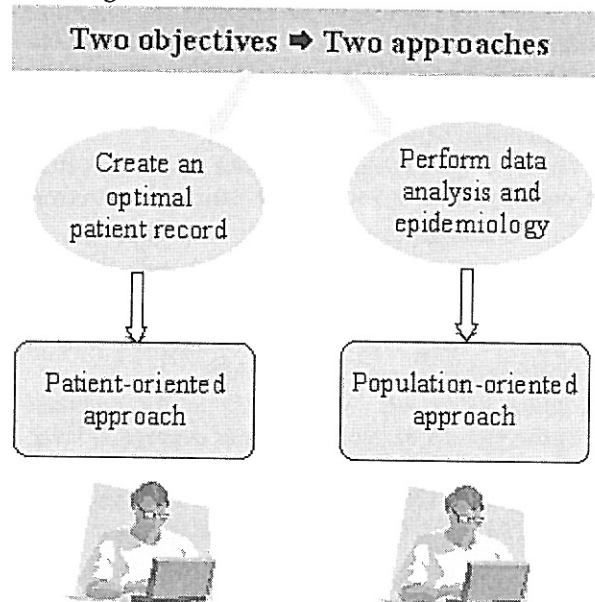 Two objectives ➡ Two approaches
Create an
optimal
patient record
Perform data
analysis and
epidemiology
Patient-oriented
approach
Population-oriented
approach